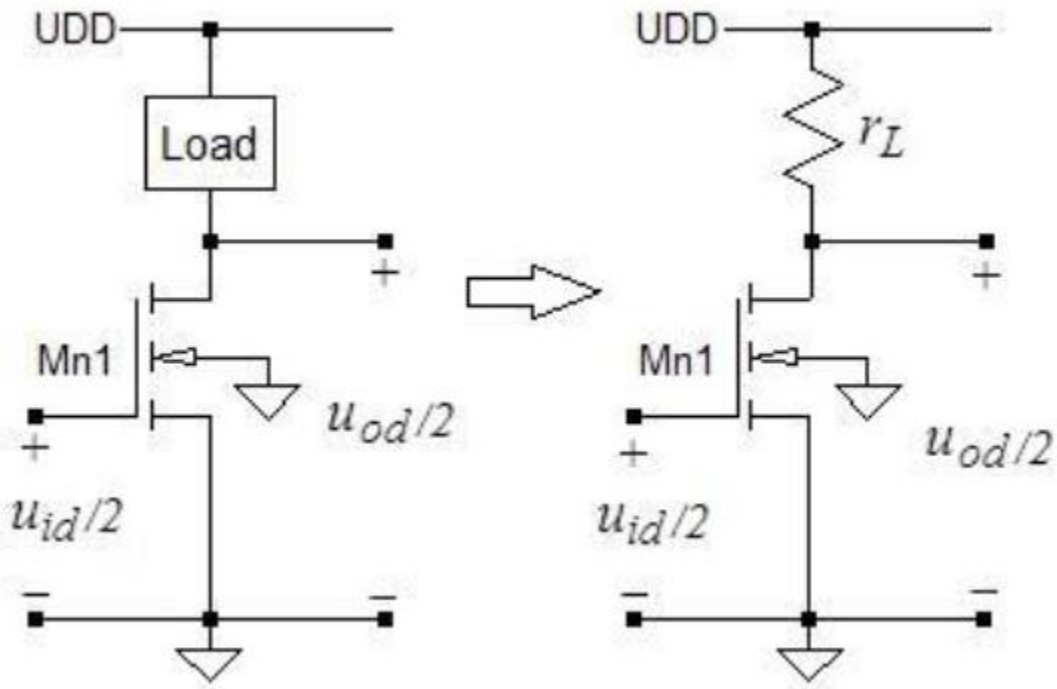 UDD
Load
+
Mn1
+
u_od/2
u_id/2
−
−
UDD
r_L
+
Mn1
+
u_od/2
u_id/2
−
−